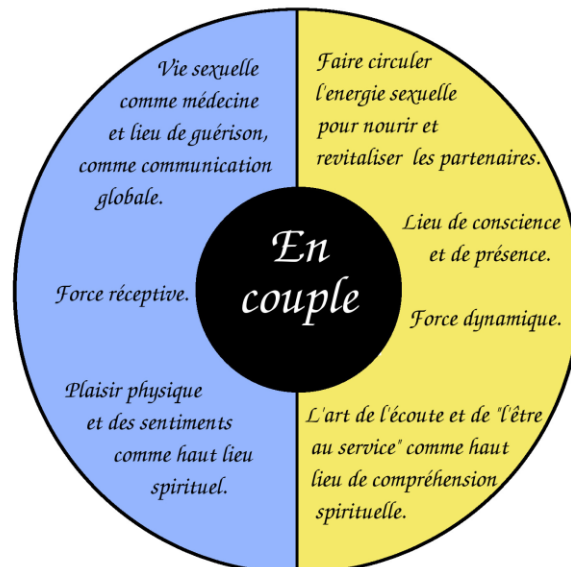 Vie sexuelle
comme médecine
et lieu de guérison,
comme communication
globale.
Force réceptive.
Plaisir physique
et des sentiments
comme haut lieu
spirituel.
En
couple
Faire circuler
l'energie sexuelle
pour nourir et
revitaliser les partenaires.
Lieu de conscience
et de présence.
Force dynamique.
L'art de l'écoute et de "l'être
au service" comme haut
lieu de compréhension
spirituelle.